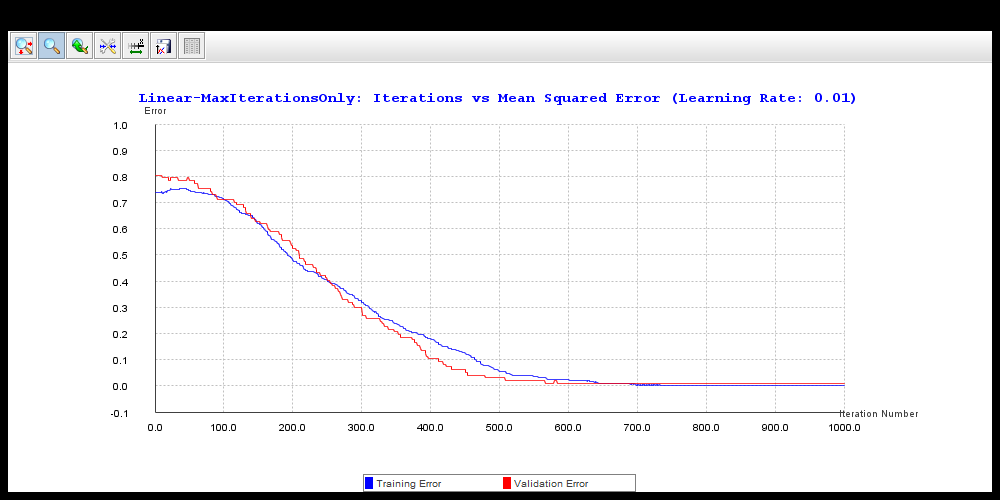 Linear-MaxIterationsOnly: Iterations vs Mean Squared Error (Learning Rate: 0.01)
Error
1.0
0.9
0.8
0.7
0.6
0.5
0.4
0.3
0.2
0.1
0.0
-0.1
Iteration Number
0.0 100.0 200.0 300.0 400.0 500.0 600.0 700.0 800.0 900.0 1000.0
Training Error Validation Error